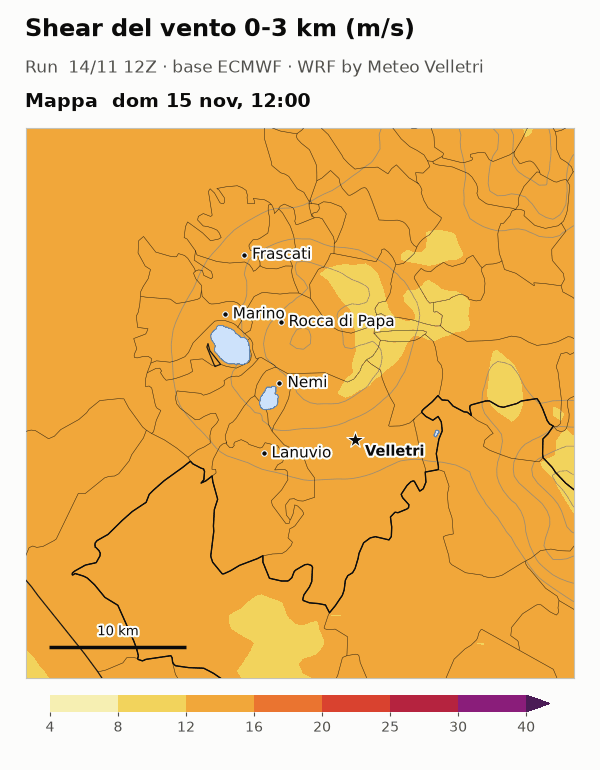 Shear del vento 0-3 km (m/s)
Run  14/11 12Z · base ECMWF · WRF by Meteo Velletri
Mappa  dom 15 nov, 12:00
Frascati
Marino
Rocca di Papa
Nemi
Velletri
Lanuvio
10 km
4 8 12 16 20 25 30 40